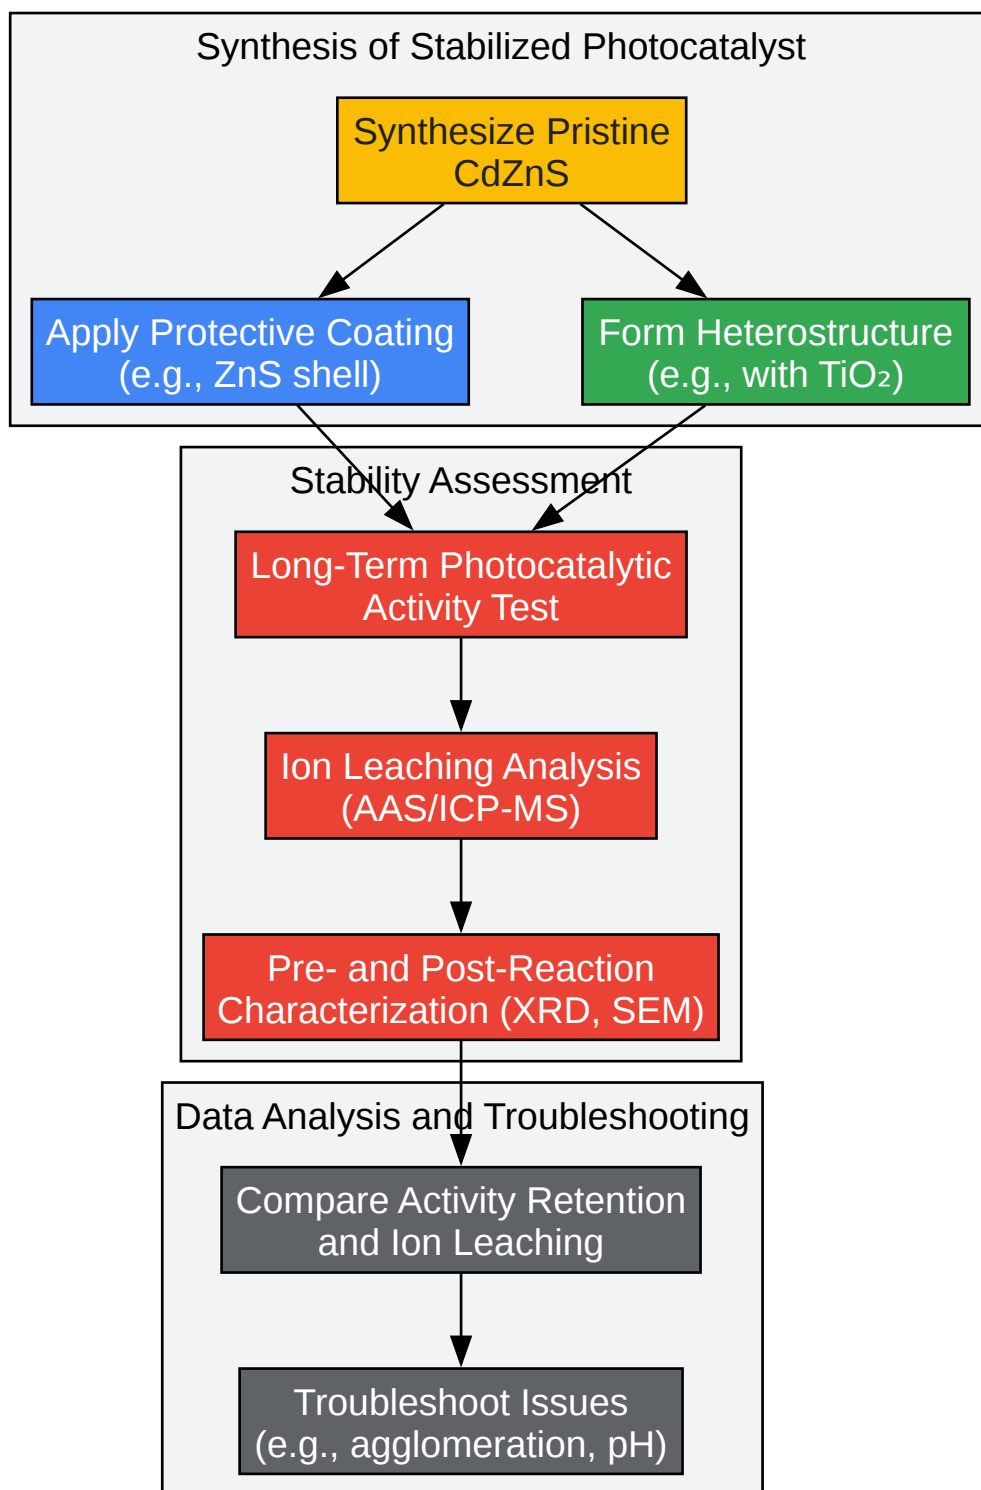 Synthesis of Stabilized Photocatalyst
Synthesize Pristine
CdZnS
Apply Protective Coating
(e.g., ZnS shell)
Form Heterostructure
(e.g., with TiO₂)
Stability Assessment
Long-Term Photocatalytic
Activity Test
Ion Leaching Analysis
(AAS/ICP-MS)
Pre- and Post-Reaction
Characterization (XRD, SEM)
Data Analysis and Troubleshooting
Compare Activity Retention
and Ion Leaching
Troubleshoot Issues
(e.g., agglomeration, pH)